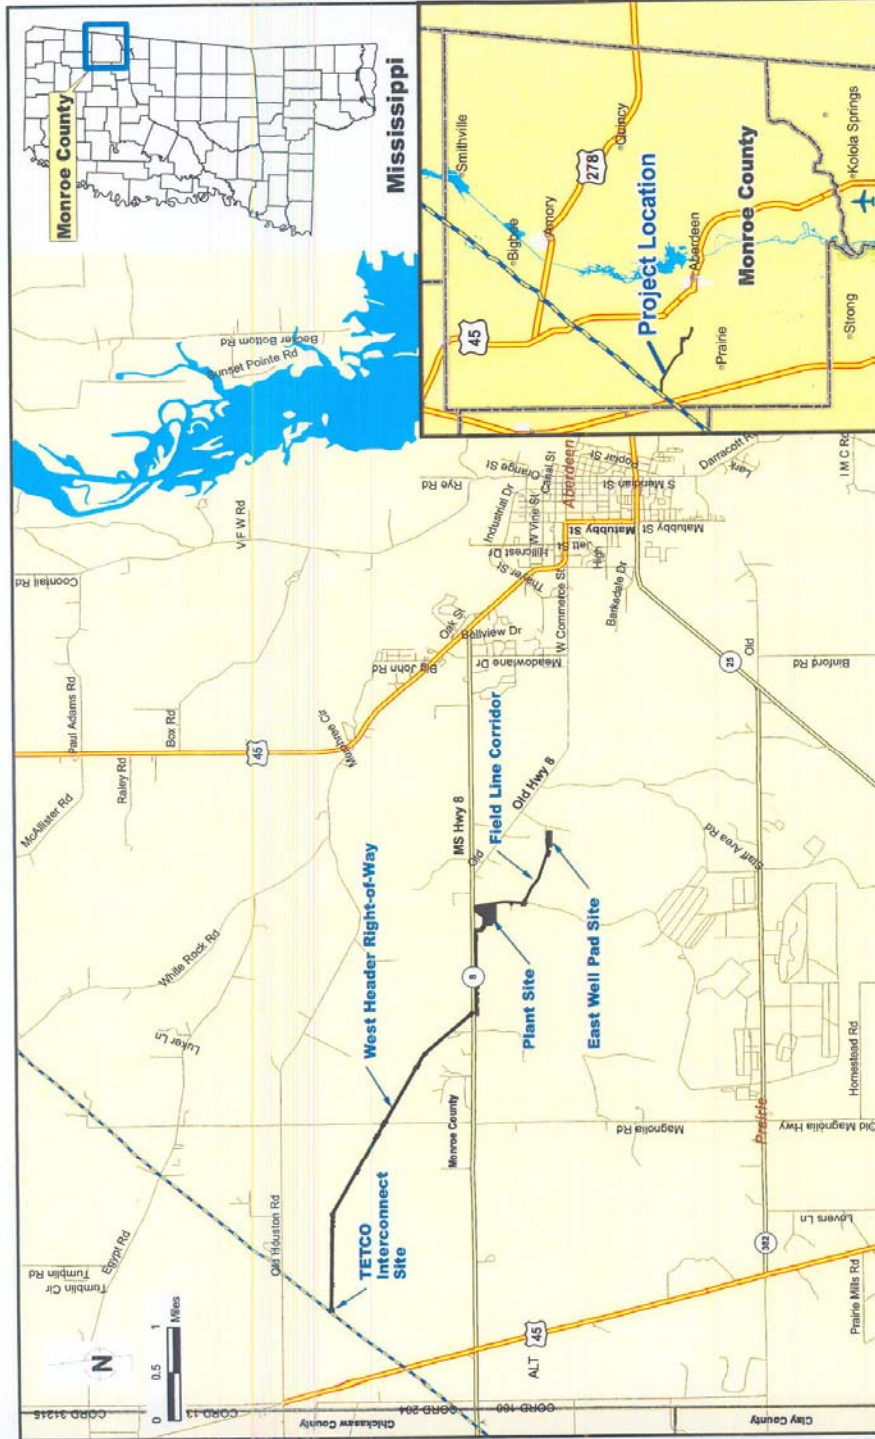 Monroe County
Mississippi
Smithville
Bigbee
Amory
278
Quincy
45
Project Location
Monroe County
Aberdeen
Prairie
Strong
Kolola Springs
N
0
0.5
1
Miles
Tumblin Rd
Tumblin Cir
Egypt Rd
Old Houston Rd
Luker Ln
White Rock Rd
McAllister Rd
Raley Rd
Paul Adams Rd
Box Rd
45
Coontail Rd
V F W Rd
Becker Bottom Rd
Sunset Pointe Rd
Munphree Cir
Big John Rd
Oak St
Bellview Dr
Meadowlane Dr
Thayer St
Hillcrest Dr
Industrial Dr
W Vine St
Canal St
Orange St
Rye Rd
Aberdeen
Poplar St
S Meridian St
Matubby St
Matubby St
Jett St
High
W Commerce St
Barksdale Dr
Darracott Rd
Lark
I M C Rd
25
Old
Binford Rd
CORD 31215
CORD 13
Chickasaw County
CORD 204
CORD 160
Clay County
TETCO
Interconnect
Site
West Header Right-of-Way
Monroe County
8
MS Hwy 8
Old
Old Hwy 8
Field Line Corridor
Plant Site
East Well Pad Site
Staff Area Rd
Magnolia Rd
Prairie
Old Magnolia Hwy
Homestead Rd
Lovers Ln
382
Prairie Mills Rd
ALT
45